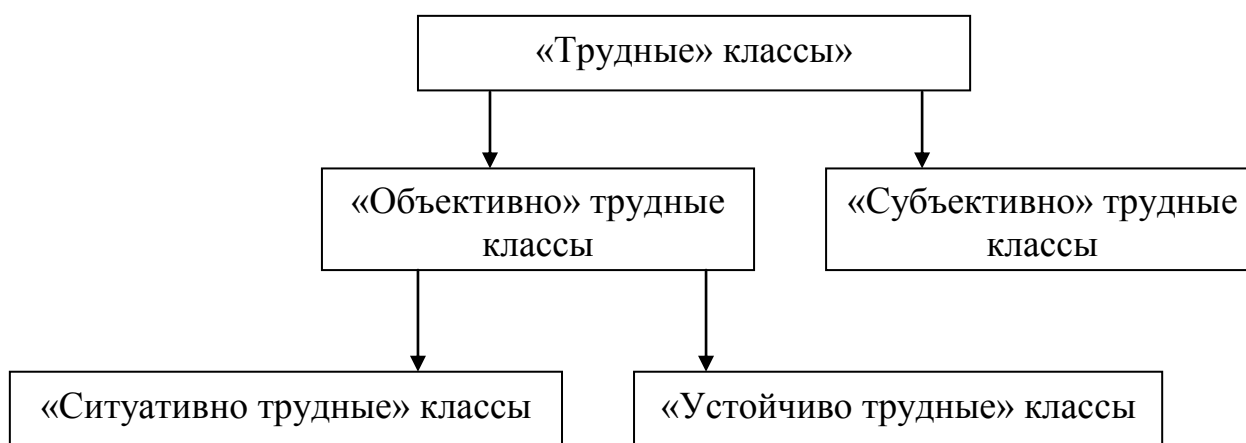 «Трудные» классы»
«Объективно» трудные
классы
«Субъективно» трудные
классы
«Ситуативно трудные» классы
«Устойчиво трудные» классы